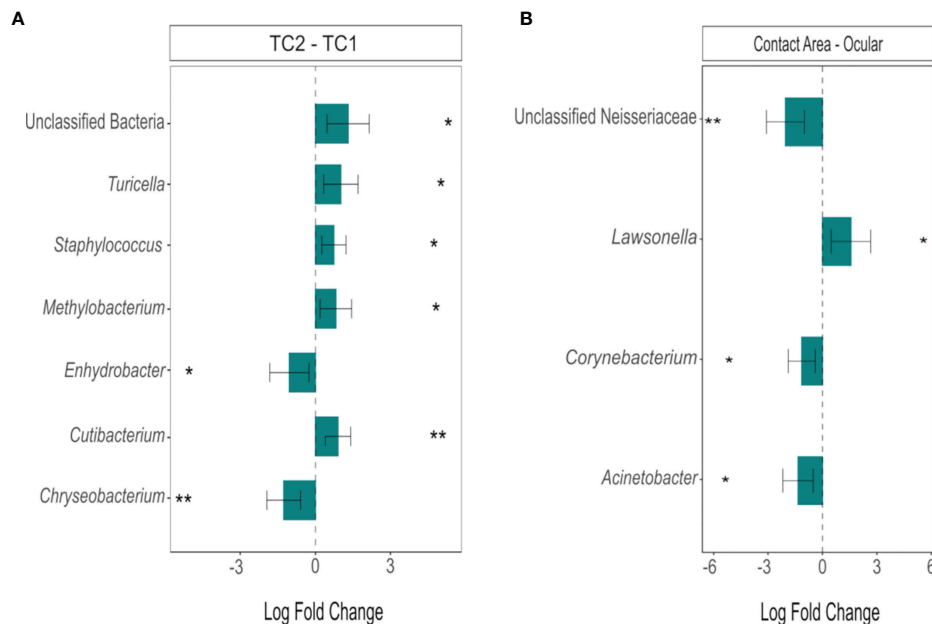 A
TC2 - TC1
Unclassified Bacteria
*
Turicella
*
Staphylococcus
*
Methylobacterium
*
Enhydrobacter
*
Cutibacterium
**
Chryseobacterium
**
-3
0
3
Log Fold Change
B
Contact Area - Ocular
Unclassified Neisseriaceae
**
Lawsonella
*
Corynebacterium
*
Acinetobacter
*
-6
-3
0
3
6
Log Fold Change